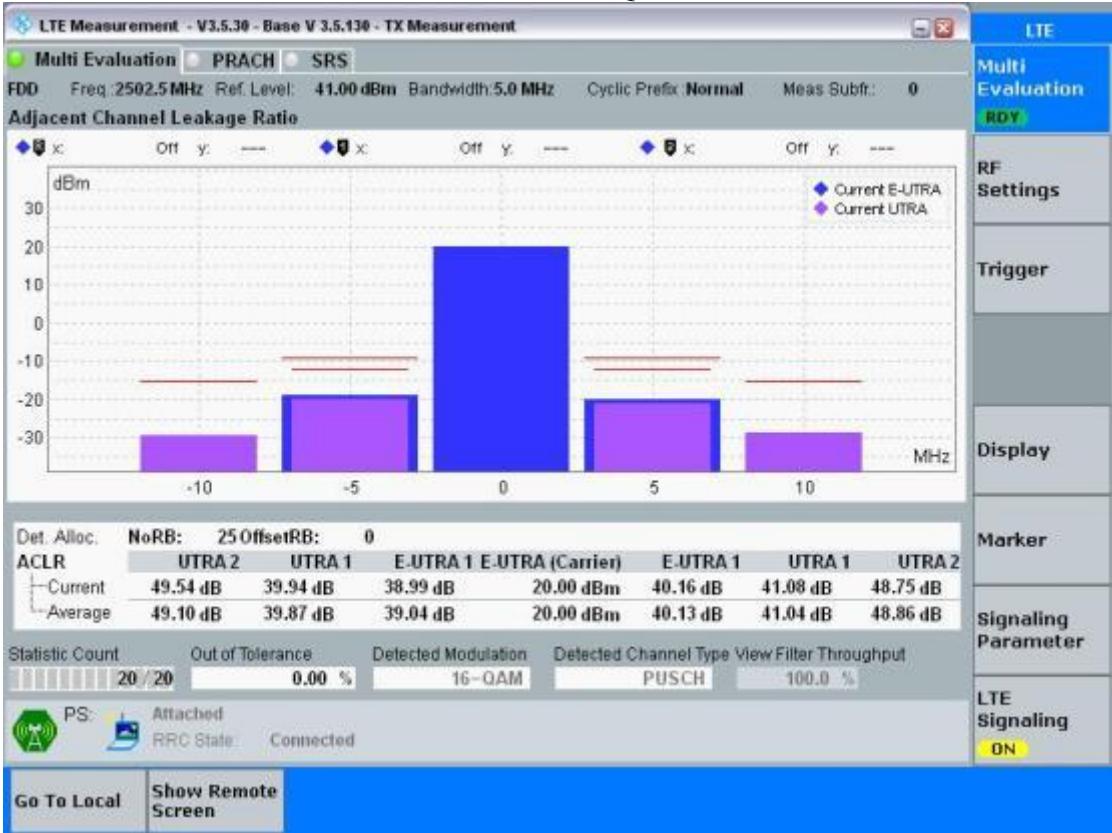 LTE Measurement - V3.5.30 - Base V 3.5.130 - TX Measurement
Multi Evaluation PRACH SRS
FDD Freq.:2502.5 MHz Ref. Level: 41.00 dBm Bandwidth:5.0 MHz Cyclic Prefix :Normal Meas Subfr.: 0
Adjacent Channel Leakage Ratio
x: Off y: --- x: Off y: --- x: Off y: ---
dBm
Current E-UTRA
Current UTRA
30
20
10
0
-10
-20
-30
MHz
-10 -5 0 5 10
Det. Alloc. NoRB: 25 OffsetRB: 0
ACLR UTRA 2 UTRA 1 E-UTRA 1 E-UTRA (Carrier) E-UTRA 1 UTRA 1 UTRA 2
Current 49.54 dB 39.94 dB 38.99 dB 20.00 dBm 40.16 dB 41.08 dB 48.75 dB
Average 49.10 dB 39.87 dB 39.04 dB 20.00 dBm 40.13 dB 41.04 dB 48.86 dB
Statistic Count Out of Tolerance Detected Modulation Detected Channel Type View Filter Throughput
20 / 20 0.00 % 16-QAM PUSCH 100.0 %
PS: Attached
RRC State: Connected
Go To Local
Show Remote
Screen
LTE
Multi
Evaluation
RDY
RF
Settings
Trigger
Display
Marker
Signaling
Parameter
LTE
Signaling
ON